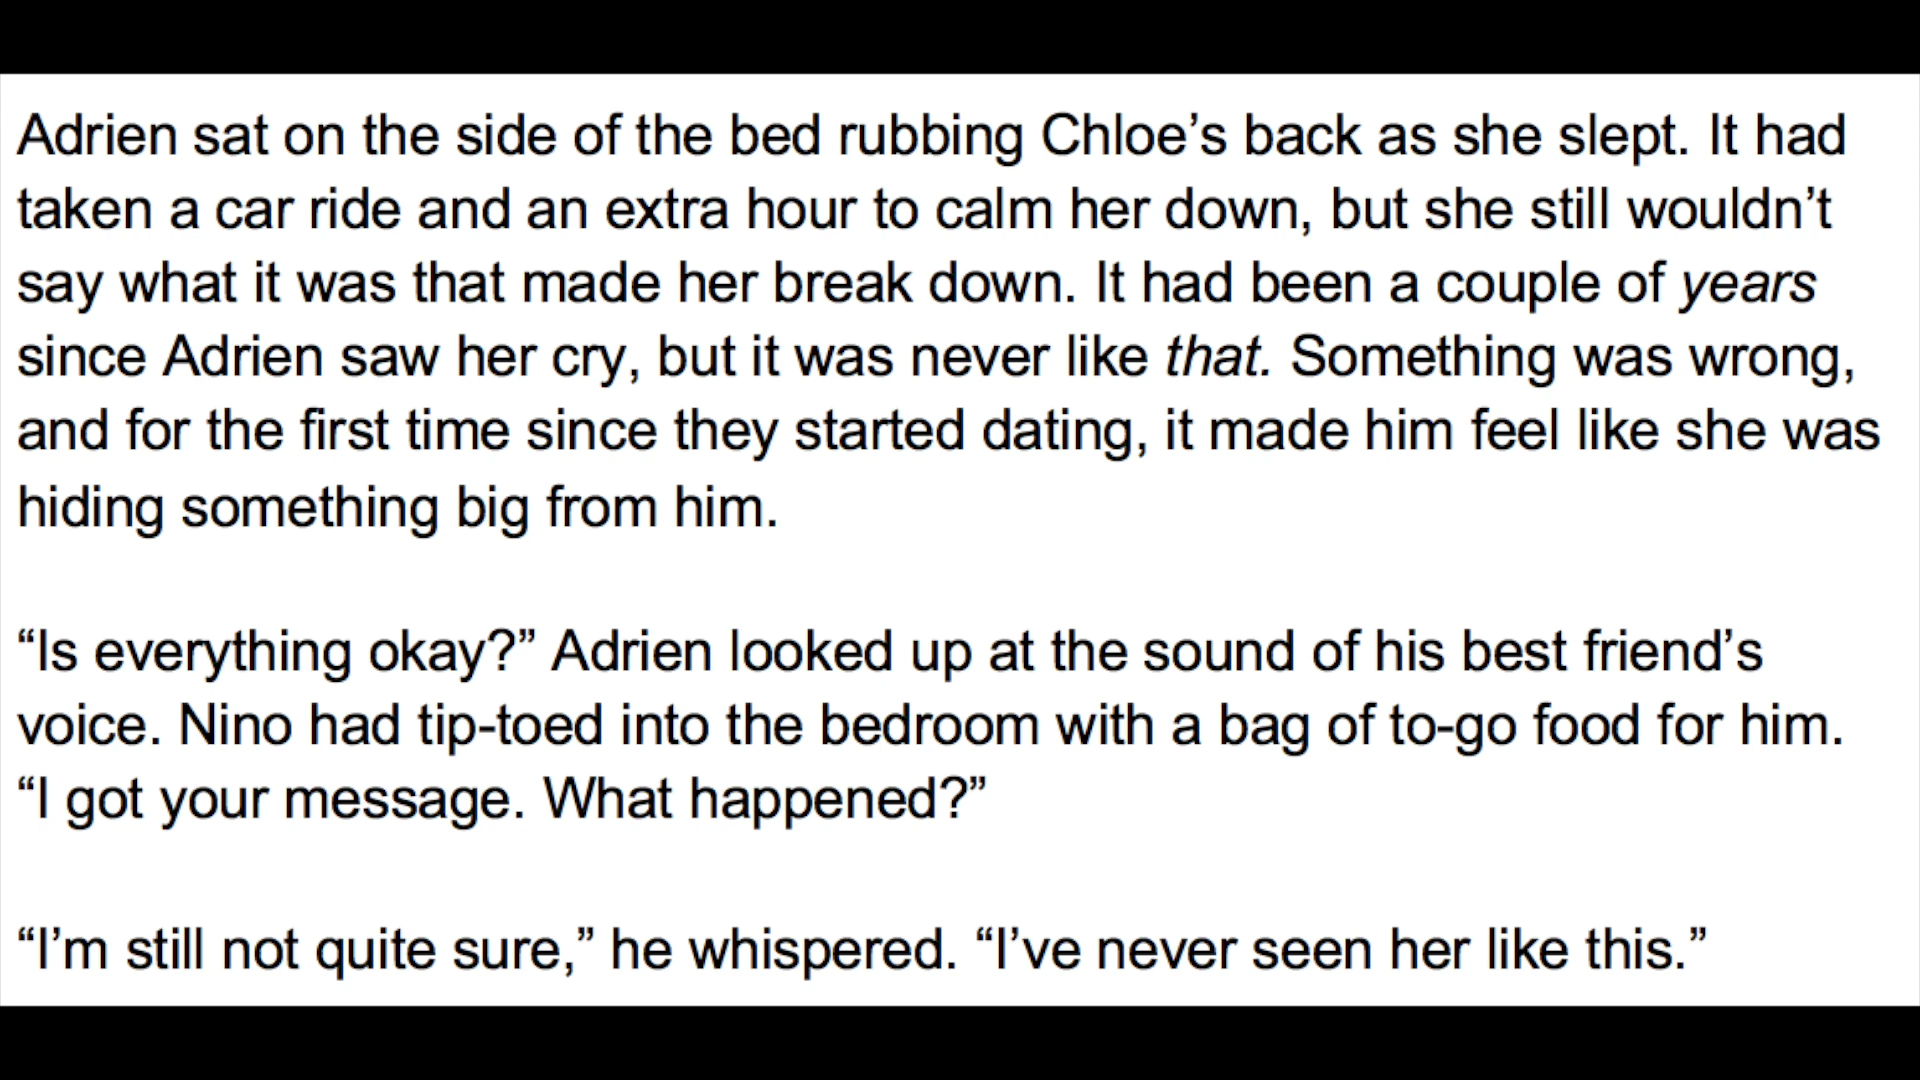 Adrien sat on the side of the bed rubbing Chloe’s back as she slept. It had
taken a car ride and an extra hour to calm her down, but she still wouldn’t
say what it was that made her break down. It had been a couple of years
since Adrien saw her cry, but it was never like that. Something was wrong,
and for the first time since they started dating, it made him feel like she was
hiding something big from him.
“Is everything okay?” Adrien looked up at the sound of his best friend’s
voice. Nino had tip-toed into the bedroom with a bag of to-go food for him.
“I got your message. What happened?”
“I’m still not quite sure,” he whispered. “I’ve never seen her like this.”